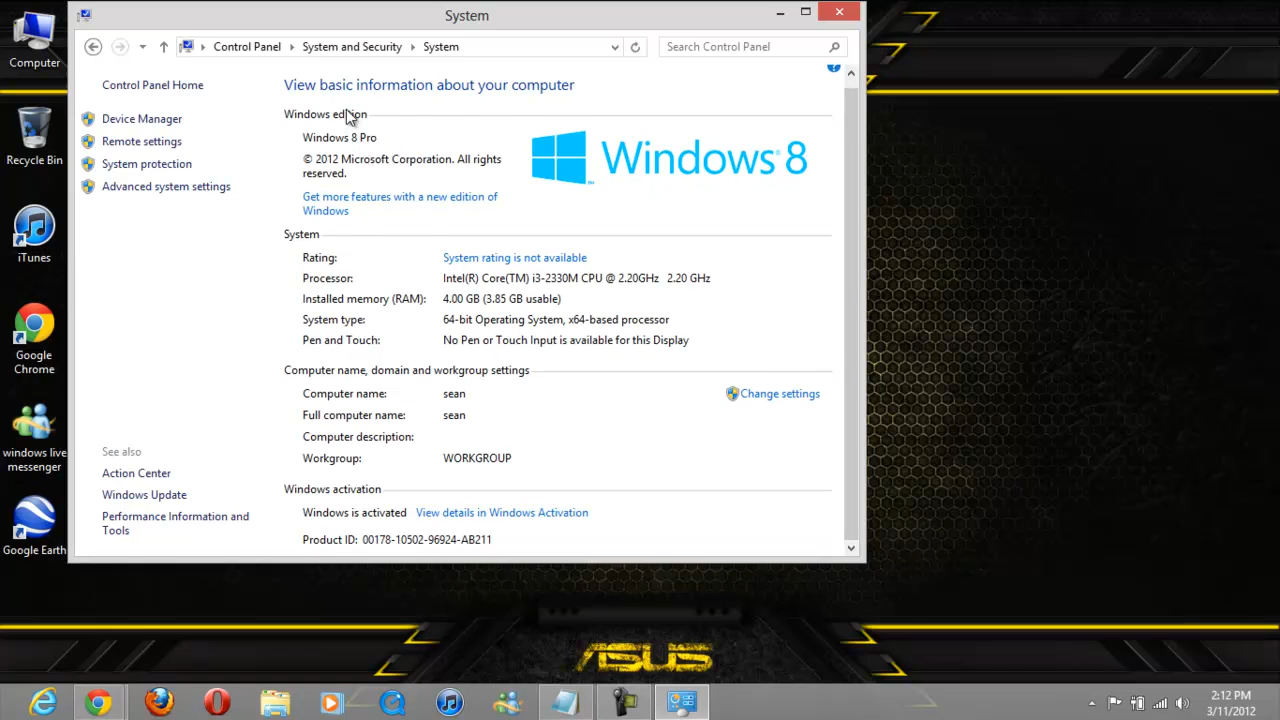 System
Control Panel
System and Security
System
Search Control Panel
Computer
Recycle Bin
iTunes
Google
Chrome
windows live
messenger
Google Earth
Control Panel Home
Device Manager
Remote settings
System protection
Advanced system settings
See also
Action Center
Windows Update
Performance Information and
Tools
View basic information about your computer
Windows edition
Windows 8 Pro
© 2012 Microsoft Corporation. All rights
reserved.
Get more features with a new edition of
Windows
Windows® 8
System
Rating: System rating is not available
Processor: Intel(R) Core(TM) i3-2330M CPU @ 2.20GHz 2.20 GHz
Installed memory (RAM): 4.00 GB (3.85 GB usable)
System type: 64-bit Operating System, x64-based processor
Pen and Touch: No Pen or Touch Input is available for this Display
Computer name, domain and workgroup settings
Computer name: sean Change settings
Full computer name: sean
Computer description:
Workgroup: WORKGROUP
Windows activation
Windows is activated View details in Windows Activation
Product ID: 00178-10502-96924-AB211
ASUS
2:12 PM
3/11/2012